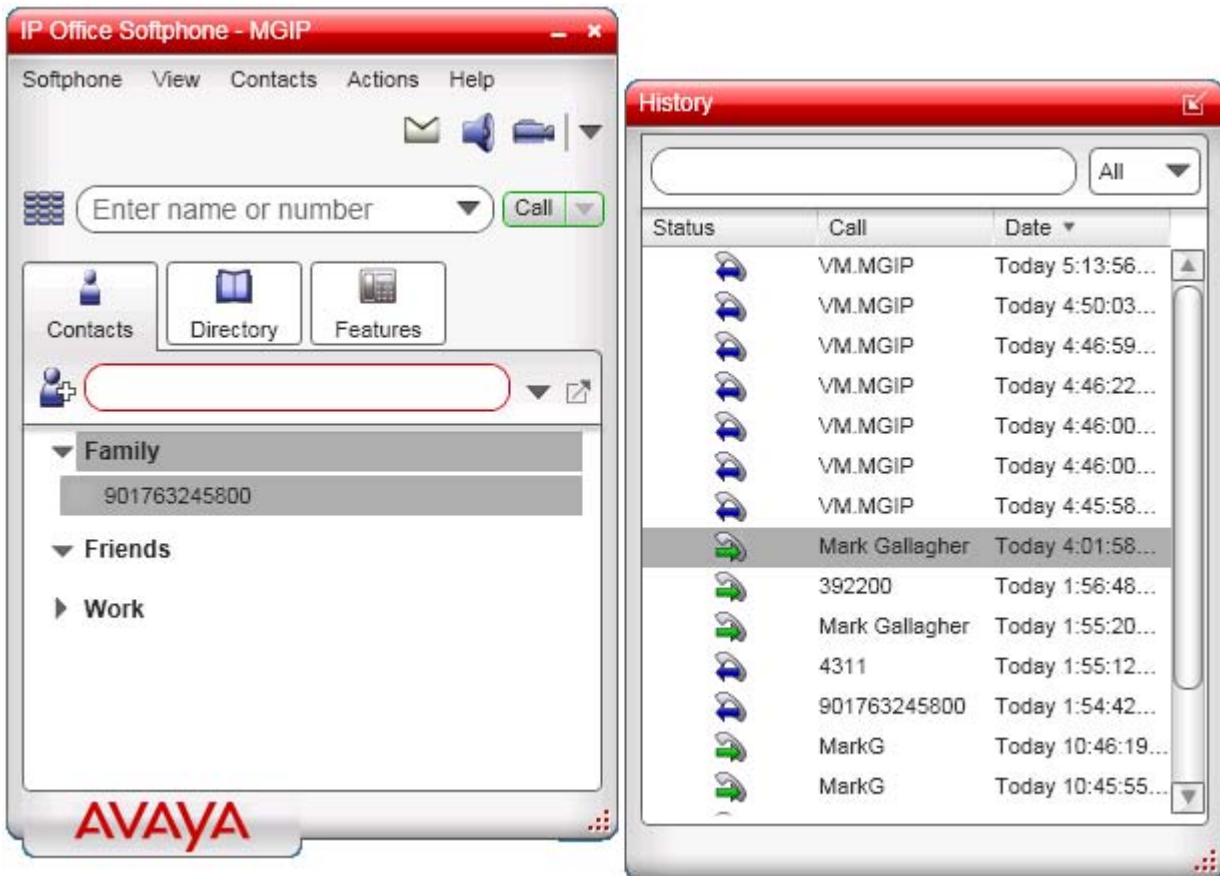 IP Office Softphone - MGIP
Softphone View Contacts Actions Help
Enter name or number Call
Contacts Directory Features
Family
901763245800
Friends
Work
AVAYA
History
All
Status Call Date
VM.MGIP Today 5:13:56...
VM.MGIP Today 4:50:03...
VM.MGIP Today 4:46:59...
VM.MGIP Today 4:46:22...
VM.MGIP Today 4:46:00...
VM.MGIP Today 4:46:00...
VM.MGIP Today 4:45:58...
Mark Gallagher Today 4:01:58...
392200 Today 1:56:48...
Mark Gallagher Today 1:55:20...
4311 Today 1:55:12...
901763245800 Today 1:54:42...
MarkG Today 10:46:19...
MarkG Today 10:45:55...